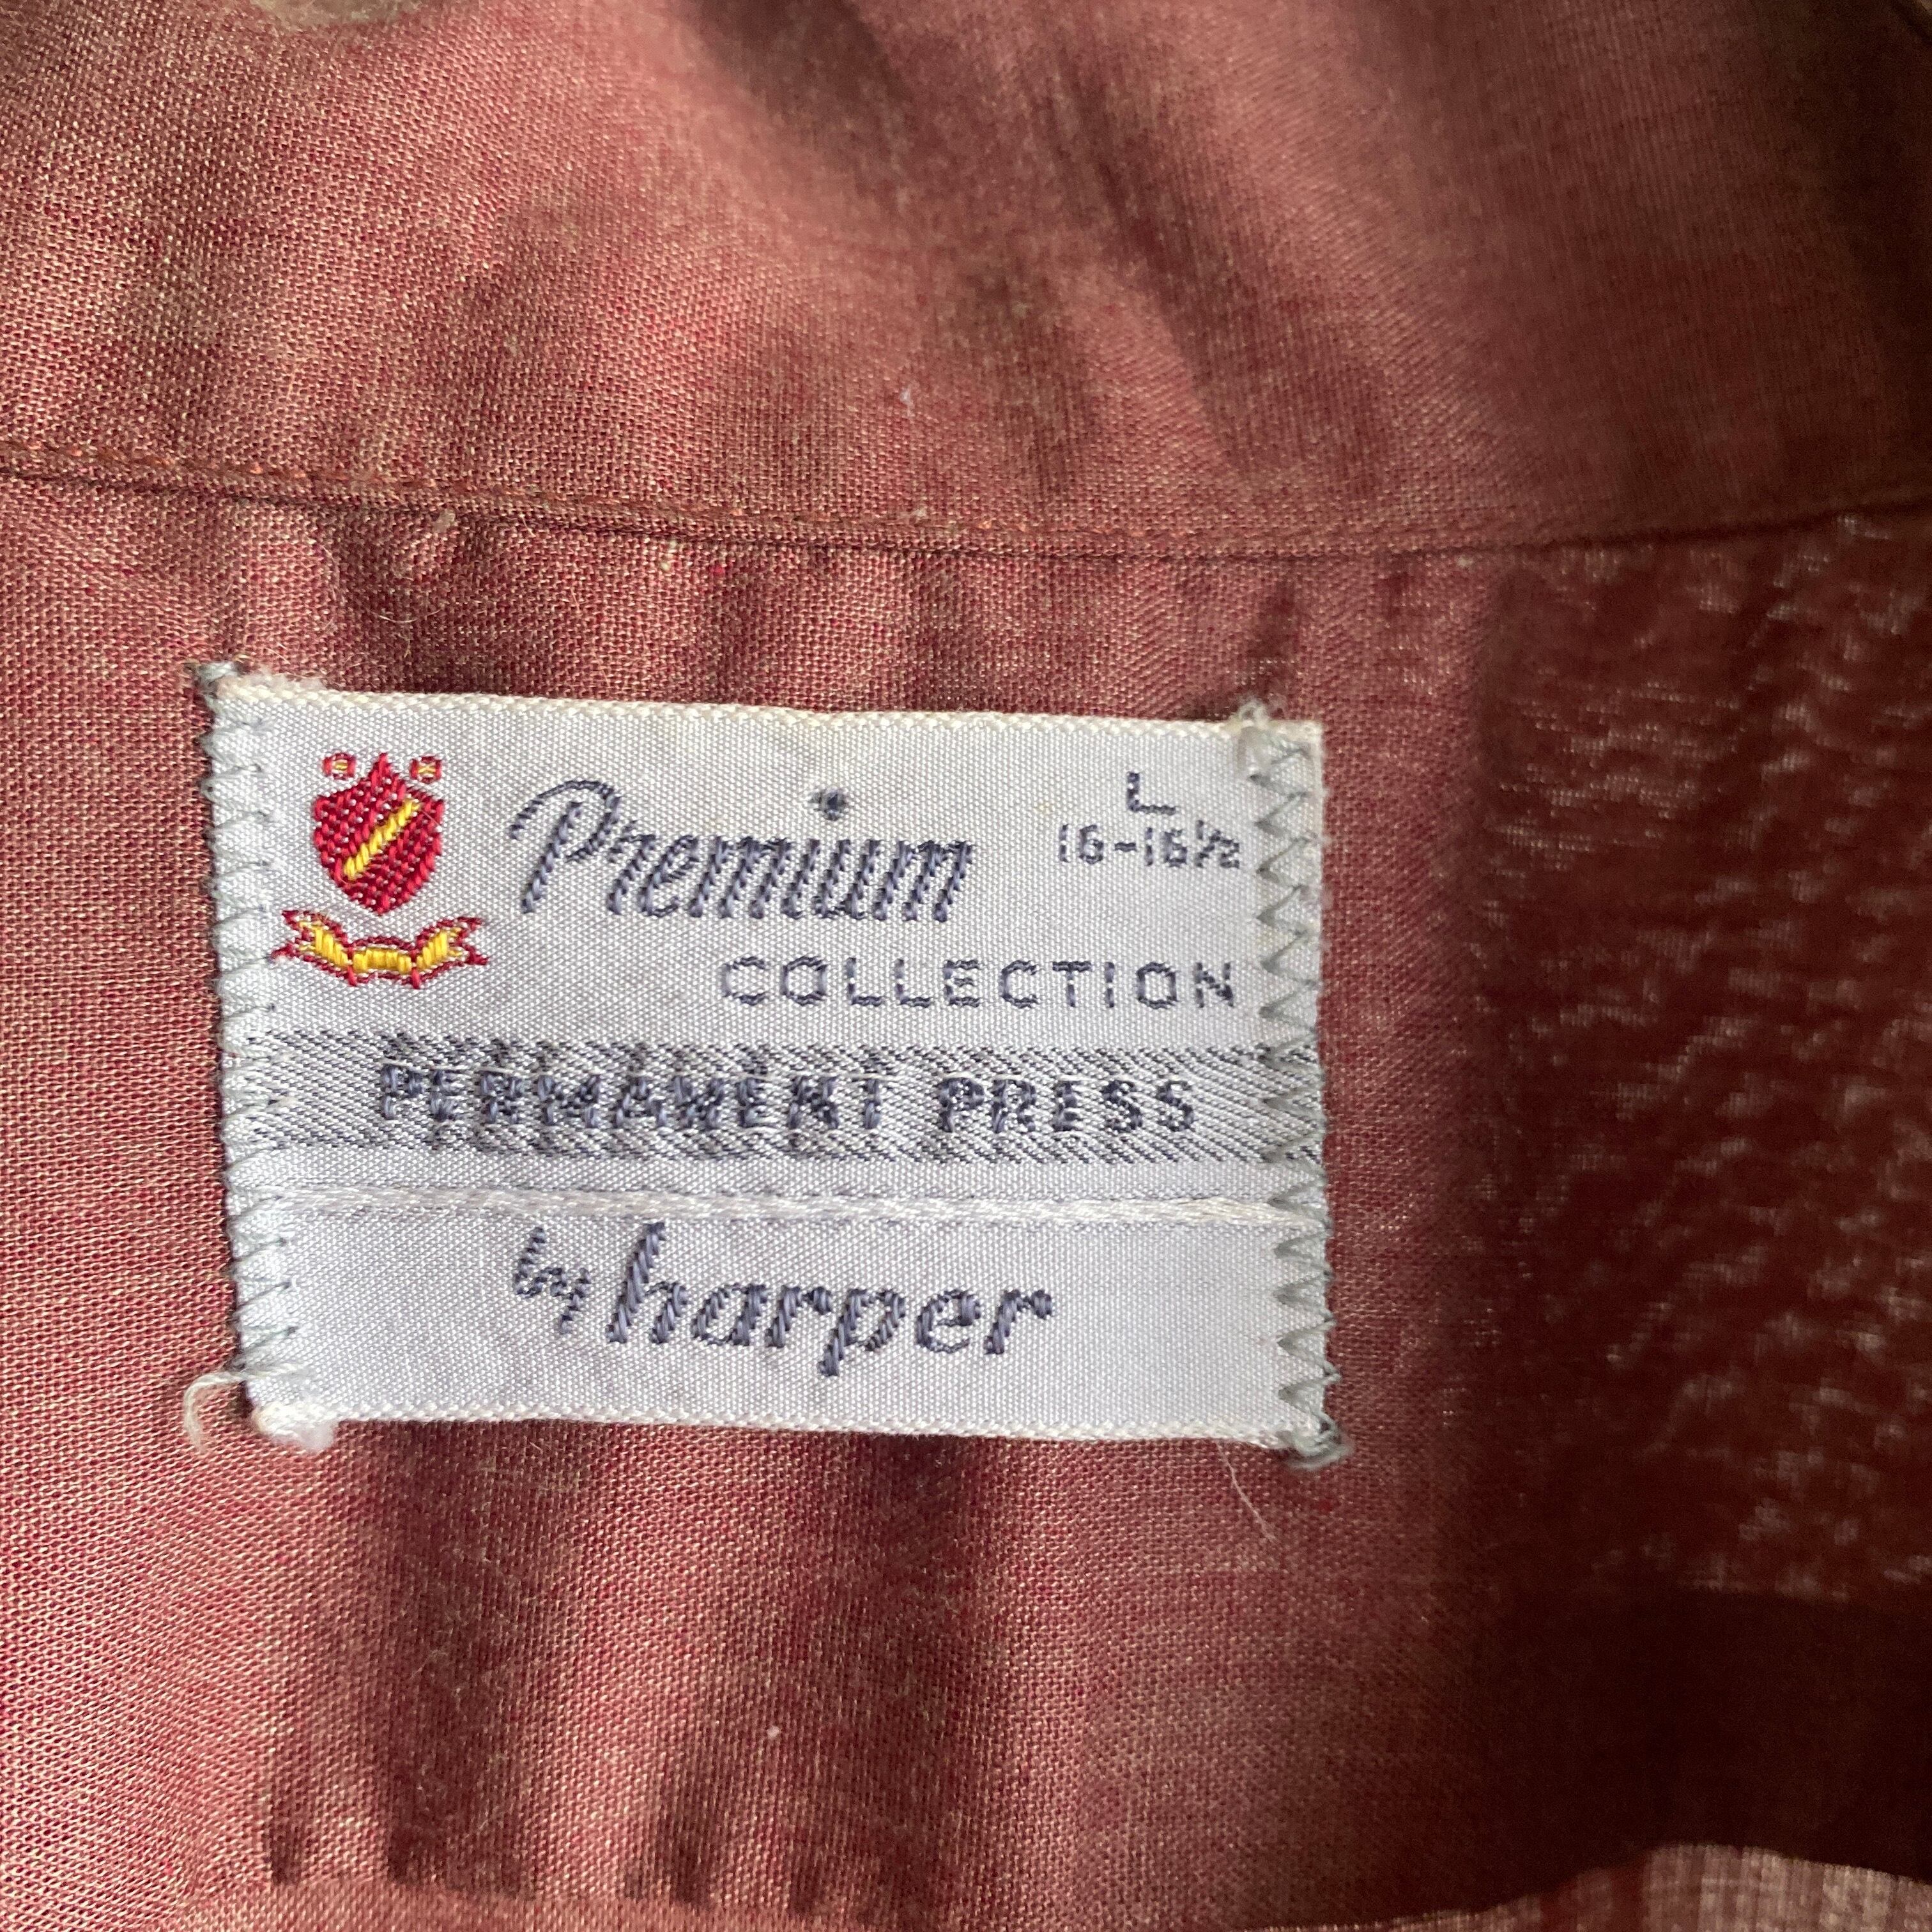 Premium L
16-16½
COLLECTION
PERMANENT PRESS
by harper